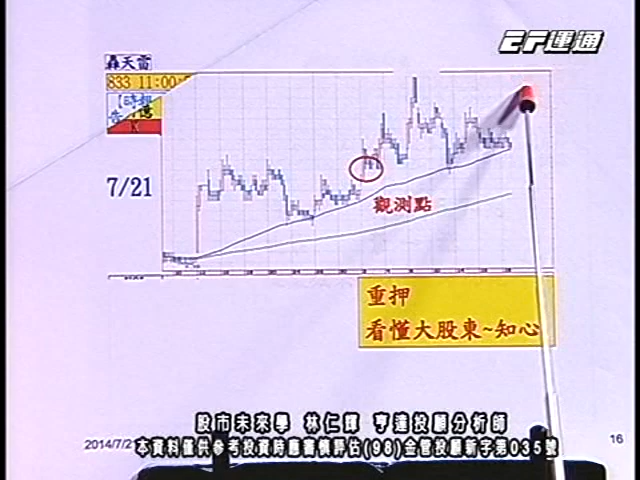 EF運通
轟天雷
833 11:00:
7/21
觀測點
重押
看懂大股東~知心
股市未來學 林仁輝 亨達投顧分析師
2014/7/2
16
本資料僅供參考投資時應審慎評估(98)金管投顧新字第035號